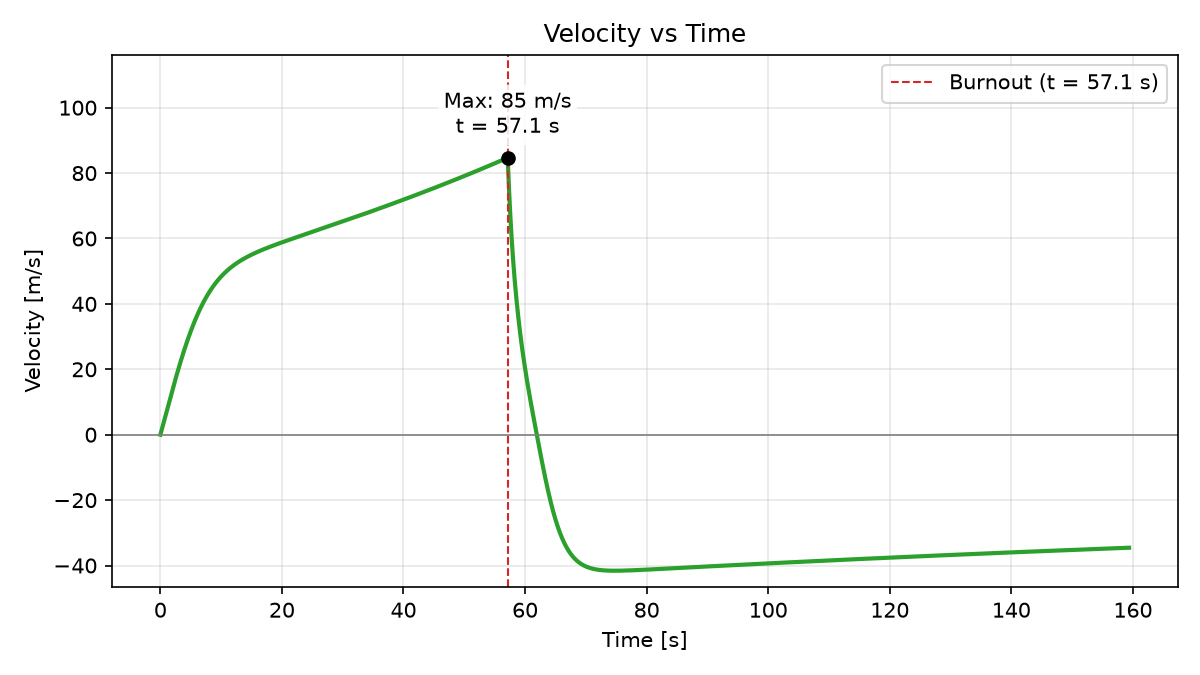 Velocity vs Time
Burnout (t = 57.1 s)
Max: 85 m/s
t = 57.1 s
Velocity [m/s]
100
80
60
40
20
0
−20
−40
0 20 40 60 80 100 120 140 160
Time [s]